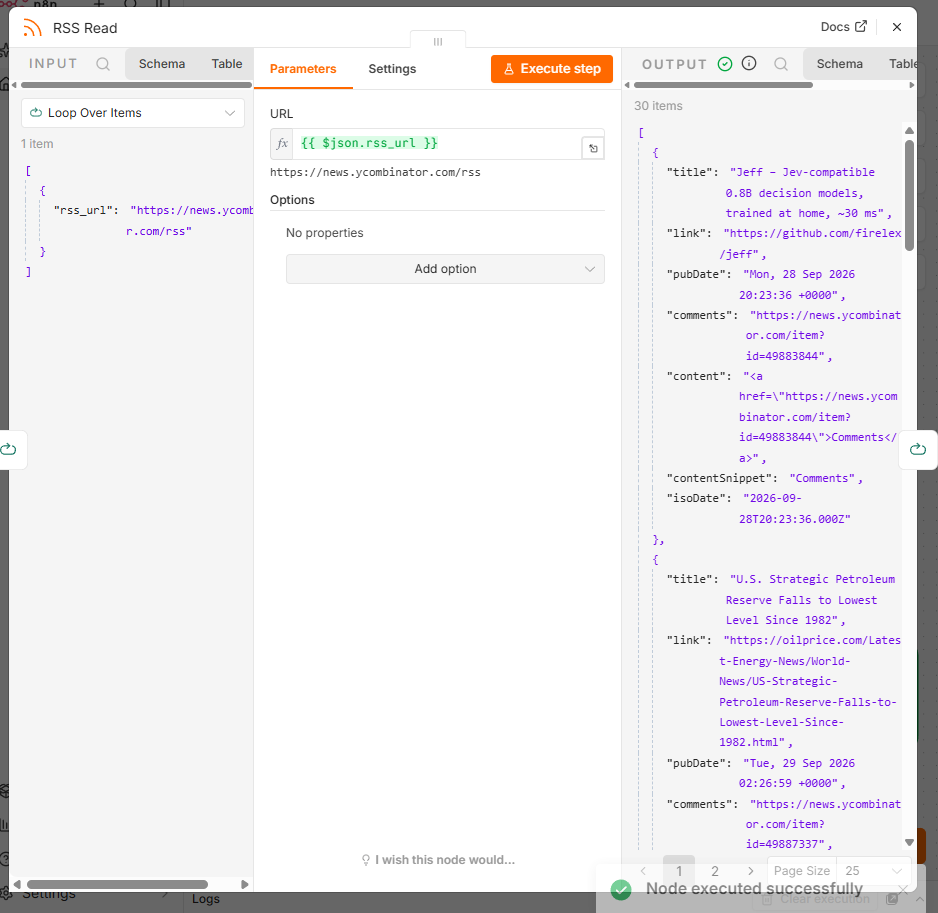 n8n
RSS Read
Docs
INPUT
Schema
Table
Parameters
Settings
Execute step
OUTPUT
Schema
Table
Loop Over Items
1 item
[
{
"rss_url": "https://news.ycomb
r.com/rss"
}
]
URL
fx
{{ $json.rss_url }}
https://news.ycombinator.com/rss
Options
No properties
Add option
I wish this node would...
30 items
[
{
"title": "Jeff – Jev-compatible
0.8B decision models,
trained at home, ~30 ms",
"link": "https://github.com/firelex
/jeff",
"pubDate": "Mon, 28 Sep 2026
20:23:36 +0000",
"comments": "https://news.ycombinat
or.com/item?
id=49883844",
"content": "<a
href=\"https://news.ycom
binator.com/item?
id=49883844\">Comments</
a>",
"contentSnippet": "Comments",
"isoDate": "2026-09-
28T20:23:36.000Z"
},
{
"title": "U.S. Strategic Petroleum
Reserve Falls to Lowest
Level Since 1982",
"link": "https://oilprice.com/Lates
t-Energy-News/World-
News/US-Strategic-
Petroleum-Reserve-Falls-to-
Lowest-Level-Since-
1982.html",
"pubDate": "Tue, 29 Sep 2026
02:26:59 +0000",
"comments": "https://news.ycombinat
or.com/item?
id=49887337",
1
2
Page Size
25
Node executed successfully
Settings
Logs
Clear execution